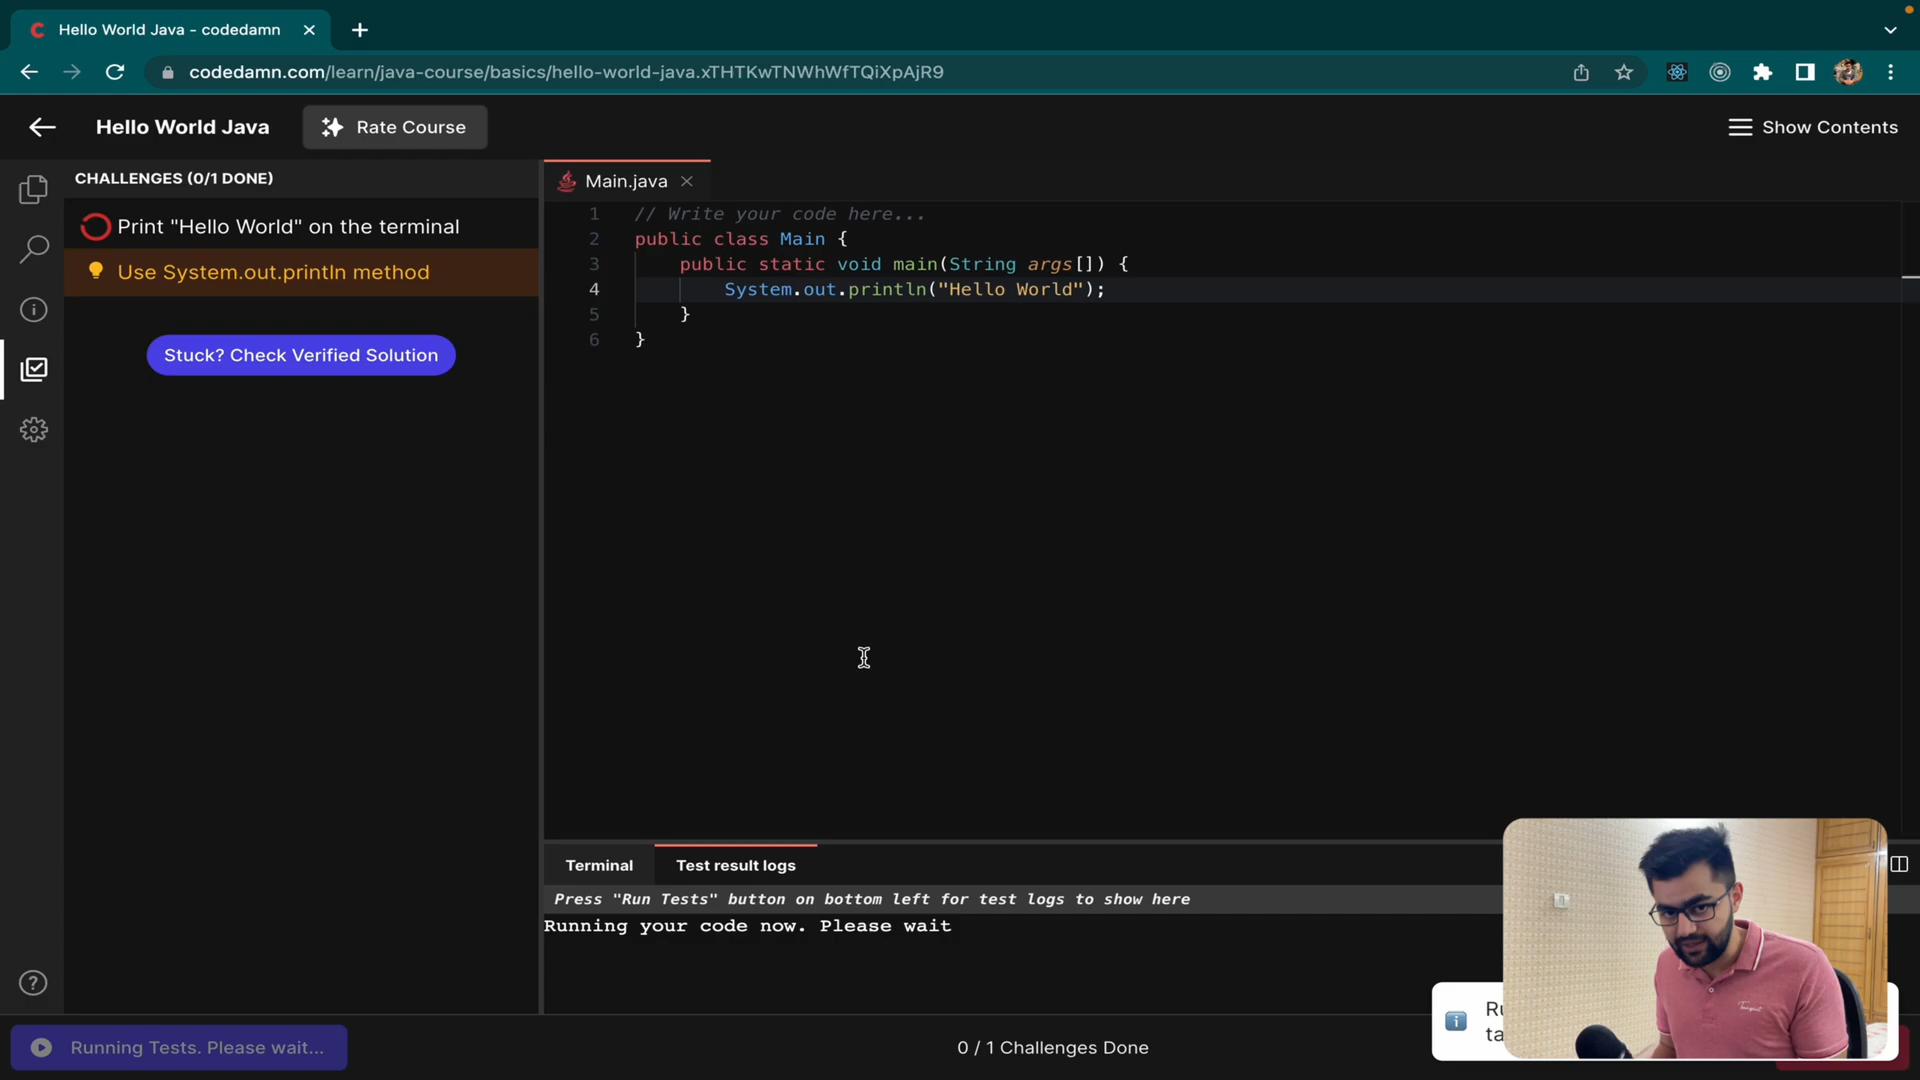 Hello World Java - codedamn
codedamn.com/learn/java-course/basics/hello-world-java.xTHTKwTNWhWfTQiXpAjR9
Hello World Java
Rate Course
Show Contents
CHALLENGES (0/1 DONE)
Print "Hello World" on the terminal
Use System.out.println method
Stuck? Check Verified Solution
Main.java
1 // Write your code here...
2 public class Main {
3 public static void main(String args[]) {
4 System.out.println("Hello World");
5 }
6 }
Terminal
Test result logs
Press "Run Tests" button on bottom left for test logs to show here
Running your code now. Please wait
Running Tests. Please wait...
0 / 1 Challenges Done